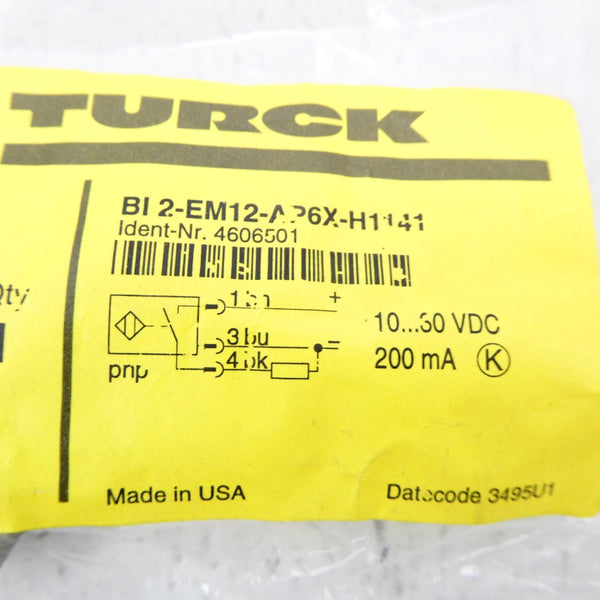 TURCK
BI 2-EM12-AP6X-H1141
Ident-Nr. 4606501
Qty
1 bn +
10...30 VDC
3 bu –
4 bk
200 mA K
pnp
Made in USA
Datecode 3495U1